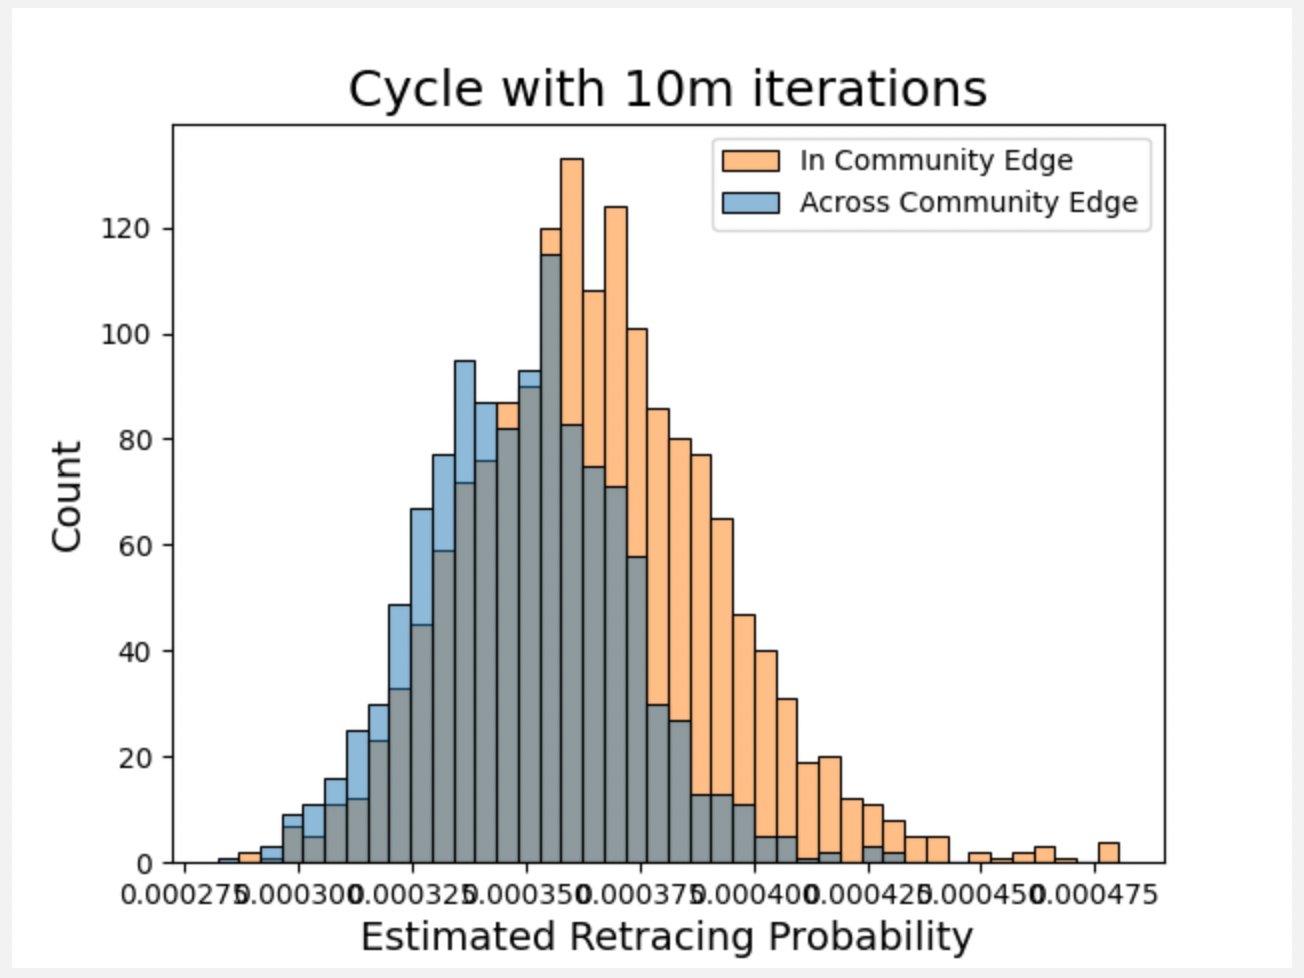 Cycle with 10m iterations
In Community Edge
Across Community Edge
120
100
80
60
40
20
0
Count
0.000275 0.000300 0.000325 0.000350 0.000375 0.000400 0.000425 0.000450 0.000475
Estimated Retracing Probability